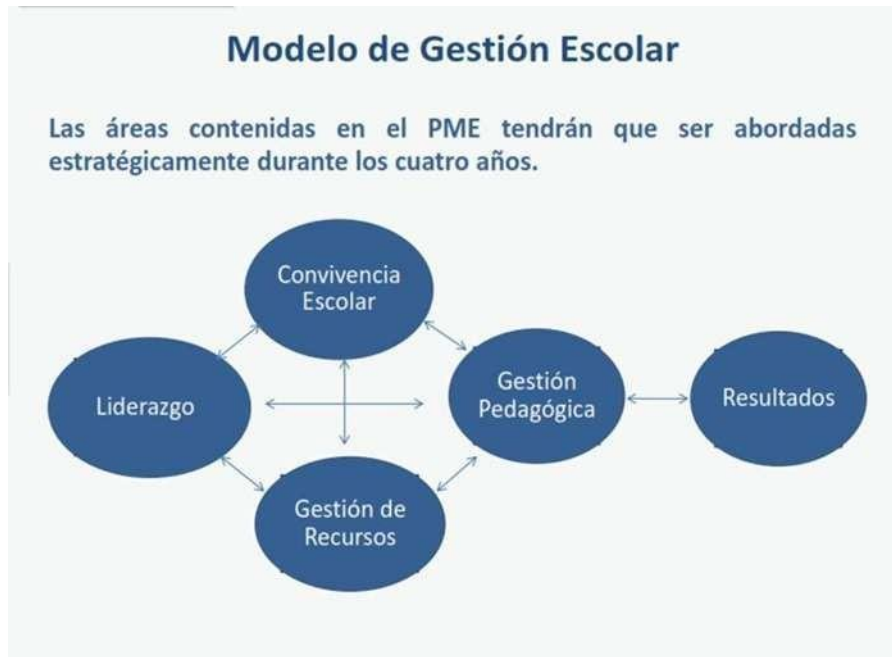 Modelo de Gestión Escolar
Las áreas contenidas en el PME tendrán que ser abordadas
estratégicamente durante los cuatro años.
Convivencia
Escolar
Liderazgo
Gestión
Pedagógica
Resultados
Gestión de
Recursos